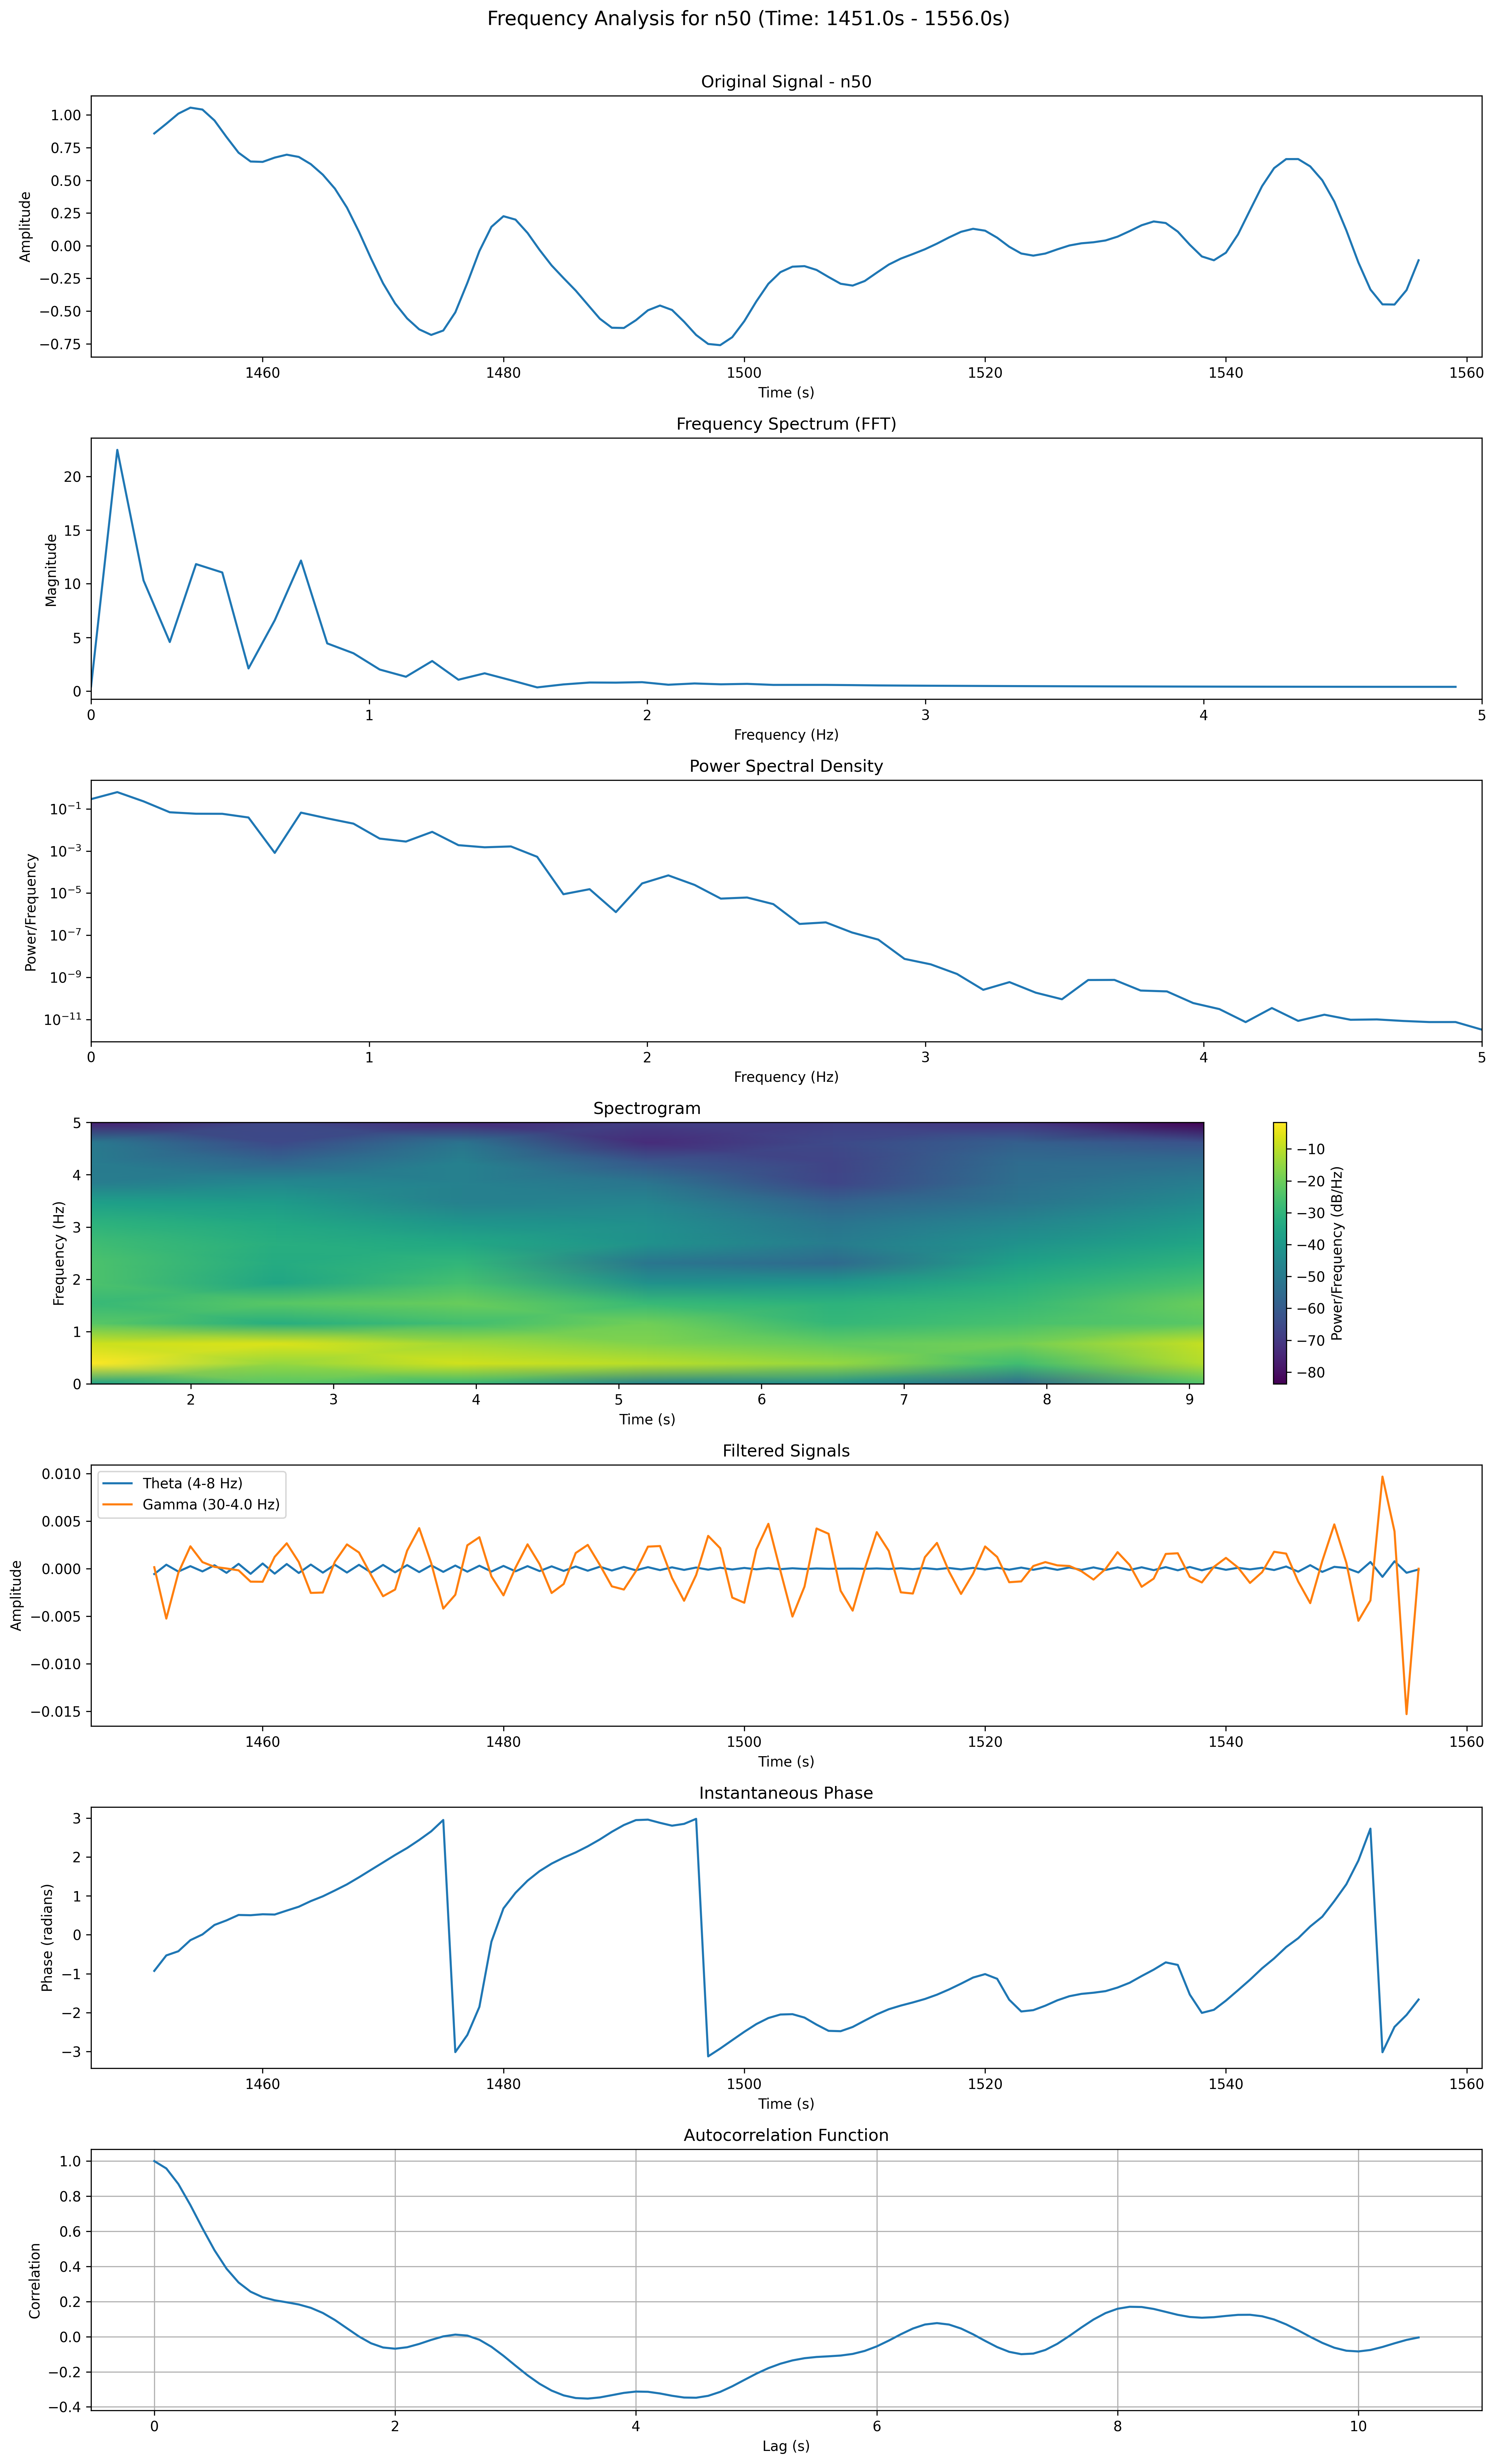 Frequency Analysis for n50 (Time: 1451.0s - 1556.0s)
Original Signal - n50
Amplitude
1.00
0.75
0.50
0.25
0.00
−0.25
−0.50
−0.75
1460 1480 1500 1520 1540 1560
Time (s)
Frequency Spectrum (FFT)
Magnitude
20
15
10
5
0
0 1 2 3 4 5
Frequency (Hz)
Power Spectral Density
Power/Frequency
10⁻¹
10⁻³
10⁻⁵
10⁻⁷
10⁻⁹
10⁻¹¹
0 1 2 3 4 5
Frequency (Hz)
Spectrogram
Frequency (Hz)
5
4
3
2
1
0
2 3 4 5 6 7 8 9
Time (s)
−10
−20
−30
−40
−50
−60
−70
−80
Power/Frequency (dB/Hz)
Filtered Signals
Theta (4-8 Hz)
Gamma (30-4.0 Hz)
Amplitude
0.010
0.005
0.000
−0.005
−0.010
−0.015
1460 1480 1500 1520 1540 1560
Time (s)
Instantaneous Phase
Phase (radians)
3
2
1
0
−1
−2
−3
1460 1480 1500 1520 1540 1560
Time (s)
Autocorrelation Function
Correlation
1.0
0.8
0.6
0.4
0.2
0.0
−0.2
−0.4
0 2 4 6 8 10
Lag (s)